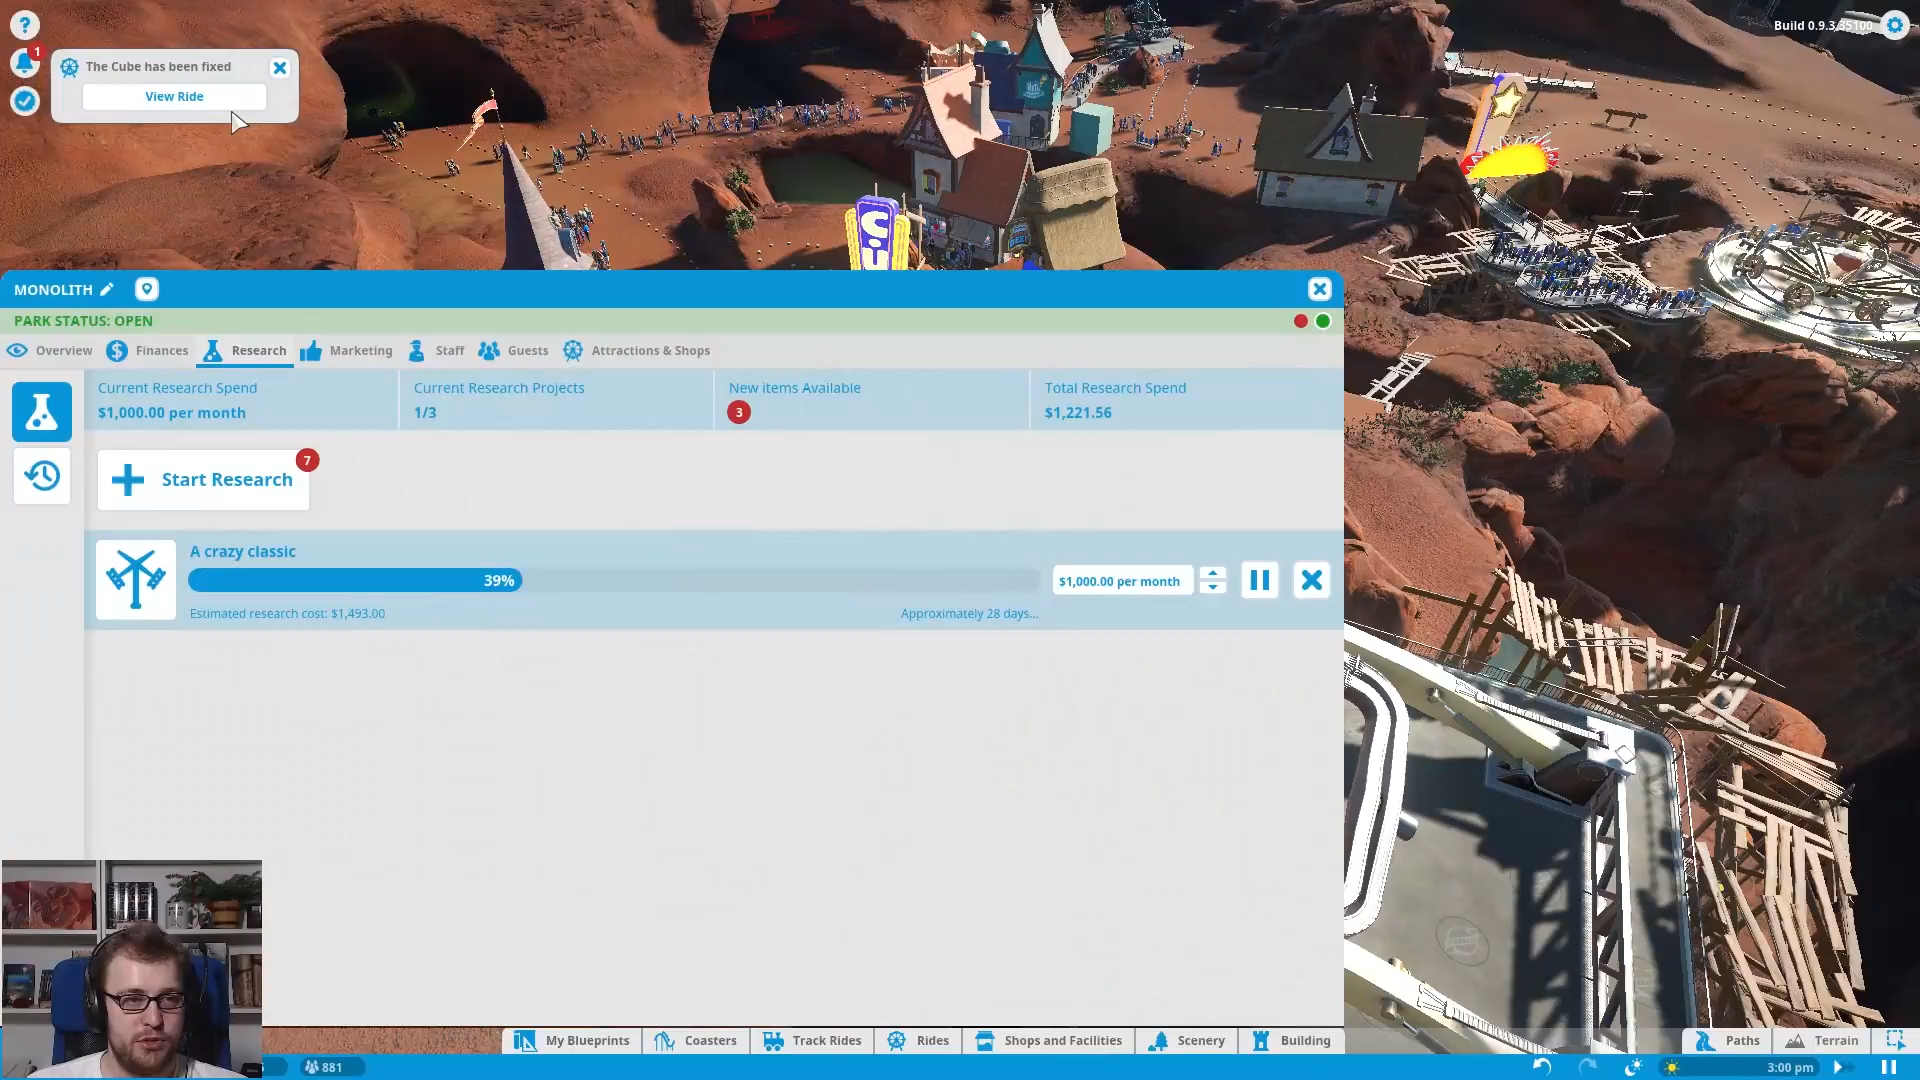 ?
Build 0.9.3.35100
1
The Cube has been fixed
View Ride
MONOLITH
PARK STATUS: OPEN
Overview
Finances
Research
Marketing
Staff
Guests
Attractions & Shops
Current Research Spend
$1,000.00 per month
Current Research Projects
1/3
New items Available
3
Total Research Spend
$1,221.56
Start Research
7
A crazy classic
39%
$1,000.00 per month
Estimated research cost: $1,493.00
Approximately 28 days...
My Blueprints
Coasters
Track Rides
Rides
Shops and Facilities
Scenery
Building
Paths
Terrain
881
3:00 pm